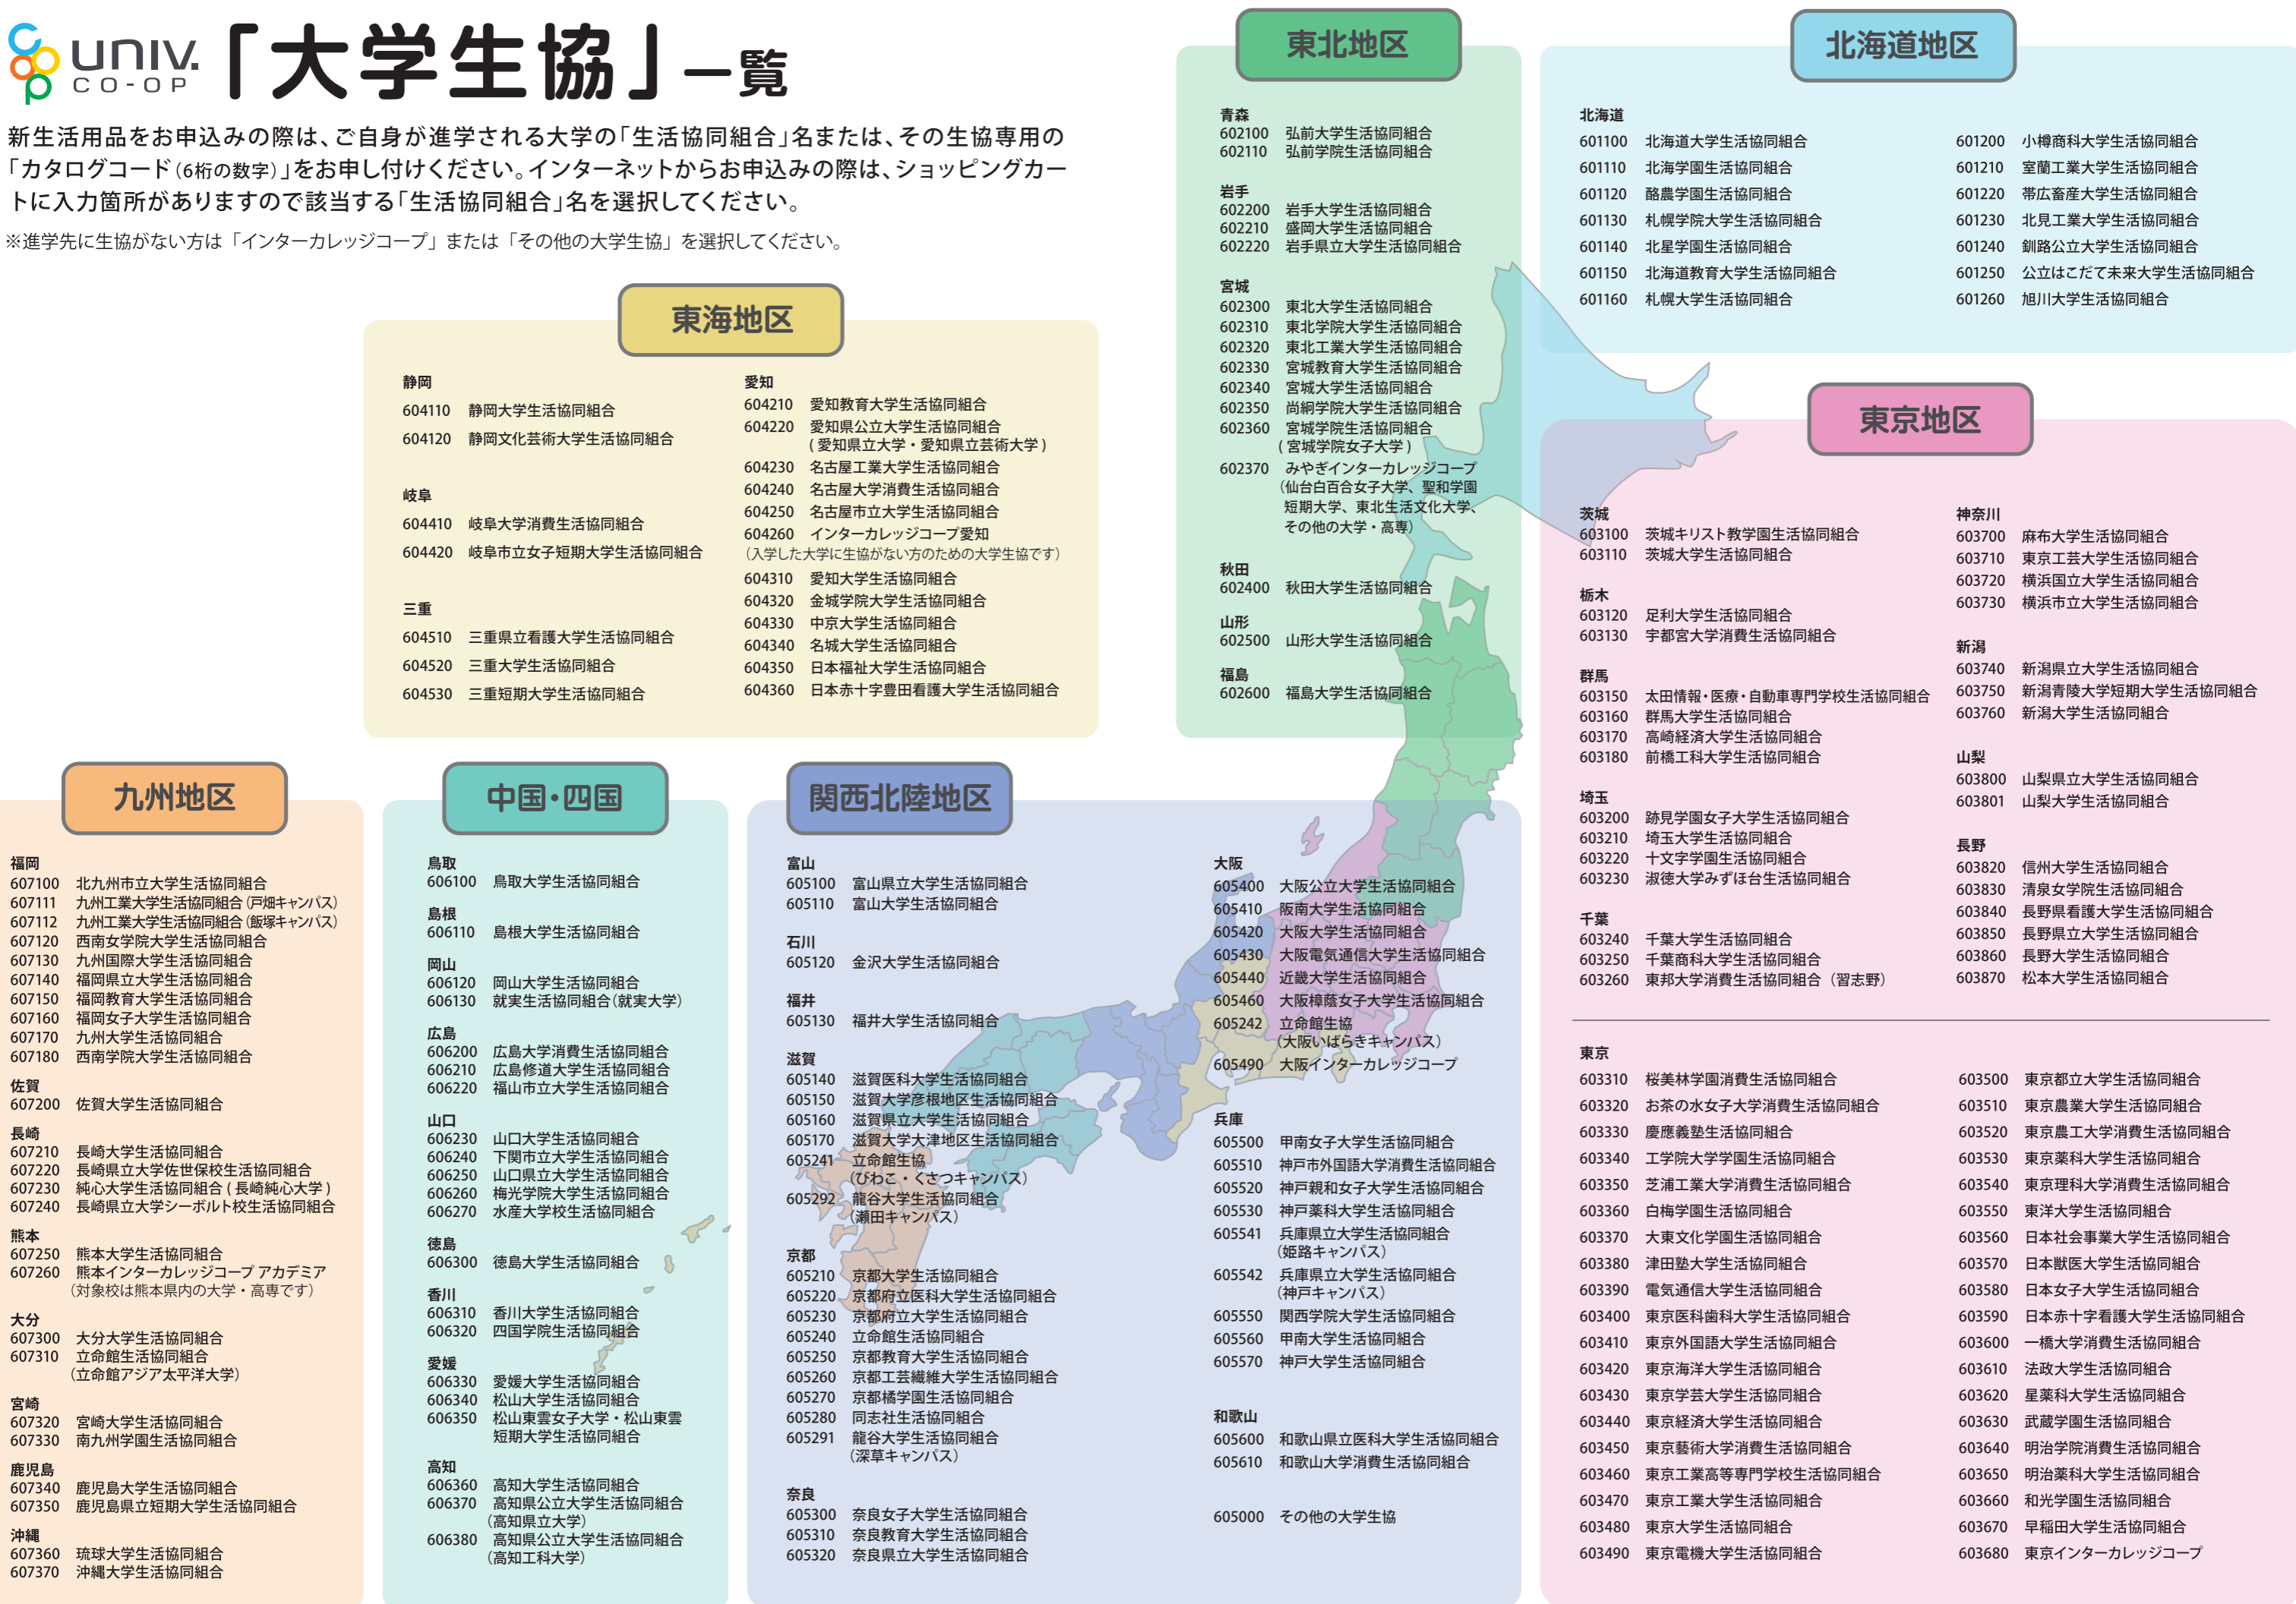 univ.
CO-OP
「大学生協」一覧
新生活用品をお申込みの際は、ご自身が進学される大学の「生活協同組合」名または、その生協専用の
「カタログコード(6桁の数字)」をお申し付けください。インターネットからお申込みの際は、ショッピングカー
トに入力箇所がありますので該当する「生活協同組合」名を選択してください。
※進学先に生協がない方は「インターカレッジコープ」または「その他の大学生協」を選択してください。
東海地区
静岡
604110 静岡大学生活協同組合
604120 静岡文化芸術大学生活協同組合
岐阜
604410 岐阜大学消費生活協同組合
604420 岐阜市立女子短期大学生活協同組合
三重
604510 三重県立看護大学生活協同組合
604520 三重大学生活協同組合
604530 三重短期大学生活協同組合
愛知
604210 愛知教育大学生活協同組合
604220 愛知県公立大学生活協同組合
(愛知県立大学・愛知県立芸術大学)
604230 名古屋工業大学生活協同組合
604240 名古屋大学消費生活協同組合
604250 名古屋市立大学生活協同組合
604260 インターカレッジコープ愛知
(入学した大学に生協がない方のための大学生協です)
604310 愛知大学生活協同組合
604320 金城学院大学生活協同組合
604330 中京大学生活協同組合
604340 名城大学生活協同組合
604350 日本福祉大学生活協同組合
604360 日本赤十字豊田看護大学生活協同組合
東北地区
青森
602100 弘前大学生活協同組合
602110 弘前学院生活協同組合
岩手
602200 岩手大学生活協同組合
602210 盛岡大学生活協同組合
602220 岩手県立大学生活協同組合
宮城
602300 東北大学生活協同組合
602310 東北学院大学生活協同組合
602320 東北工業大学生活協同組合
602330 宮城教育大学生活協同組合
602340 宮城大学生活協同組合
602350 尚絅学院大学生活協同組合
602360 宮城学院生活協同組合
(宮城学院女子大学)
602370 みやぎインターカレッジコープ
(仙台白百合女子大学、聖和学園
短期大学、東北生活文化大学、
その他の大学・高専)
秋田
602400 秋田大学生活協同組合
山形
602500 山形大学生活協同組合
福島
602600 福島大学生活協同組合
北海道地区
北海道
601100 北海道大学生活協同組合
601110 北海学園生活協同組合
601120 酪農学園生活協同組合
601130 札幌学院大学生活協同組合
601140 北星学園生活協同組合
601150 北海道教育大学生活協同組合
601160 札幌大学生活協同組合
601200 小樽商科大学生活協同組合
601210 室蘭工業大学生活協同組合
601220 帯広畜産大学生活協同組合
601230 北見工業大学生活協同組合
601240 釧路公立大学生活協同組合
601250 公立はこだて未来大学生活協同組合
601260 旭川大学生活協同組合
東京地区
茨城
603100 茨城キリスト教学園生活協同組合
603110 茨城大学生活協同組合
栃木
603120 足利大学生活協同組合
603130 宇都宮大学消費生活協同組合
群馬
603150 太田情報・医療・自動車専門学校生活協同組合
603160 群馬大学生活協同組合
603170 高崎経済大学生活協同組合
603180 前橋工科大学生活協同組合
埼玉
603200 跡見学園女子大学生活協同組合
603210 埼玉大学生活協同組合
603220 十文字学園生活協同組合
603230 淑徳大学みずほ台生活協同組合
千葉
603240 千葉大学生活協同組合
603250 千葉商科大学生活協同組合
603260 東邦大学消費生活協同組合(習志野)
神奈川
603700 麻布大学生活協同組合
603710 東京工芸大学生活協同組合
603720 横浜国立大学生活協同組合
603730 横浜市立大学生活協同組合
新潟
603740 新潟県立大学生活協同組合
603750 新潟青陵大学短期大学生活協同組合
603760 新潟大学生活協同組合
山梨
603800 山梨県立大学生活協同組合
603801 山梨大学生活協同組合
長野
603820 信州大学生活協同組合
603830 清泉女学院生活協同組合
603840 長野県看護大学生活協同組合
603850 長野県立大学生活協同組合
603860 長野大学生活協同組合
603870 松本大学生活協同組合
東京
603310 桜美林学園消費生活協同組合
603320 お茶の水女子大学消費生活協同組合
603330 慶應義塾生活協同組合
603340 工学院大学学園生活協同組合
603350 芝浦工業大学消費生活協同組合
603360 白梅学園生活協同組合
603370 大東文化学園生活協同組合
603380 津田塾大学生活協同組合
603390 電気通信大学生活協同組合
603400 東京医科歯科大学生活協同組合
603410 東京外国語大学生活協同組合
603420 東京海洋大学生活協同組合
603430 東京学芸大学生活協同組合
603440 東京経済大学生活協同組合
603450 東京藝術大学消費生活協同組合
603460 東京工業高等専門学校生活協同組合
603470 東京工業大学生活協同組合
603480 東京大学生活協同組合
603490 東京電機大学生活協同組合
603500 東京都立大学生活協同組合
603510 東京農業大学生活協同組合
603520 東京農工大学消費生活協同組合
603530 東京薬科大学生活協同組合
603540 東京理科大学消費生活協同組合
603550 東洋大学生活協同組合
603560 日本社会事業大学生活協同組合
603570 日本獣医大学生活協同組合
603580 日本女子大学生活協同組合
603590 日本赤十字看護大学生活協同組合
603600 一橋大学消費生活協同組合
603610 法政大学生活協同組合
603620 星薬科大学生活協同組合
603630 武蔵学園生活協同組合
603640 明治学院消費生活協同組合
603650 明治薬科大学生活協同組合
603660 和光学園生活協同組合
603670 早稲田大学生活協同組合
603680 東京インターカレッジコープ
九州地区
福岡
607100 北九州市立大学生活協同組合
607111 九州工業大学生活協同組合(戸畑キャンパス)
607112 九州工業大学生活協同組合(飯塚キャンパス)
607120 西南女学院大学生活協同組合
607130 九州国際大学生活協同組合
607140 福岡県立大学生活協同組合
607150 福岡教育大学生活協同組合
607160 福岡女子大学生活協同組合
607170 九州大学生活協同組合
607180 西南学院大学生活協同組合
佐賀
607200 佐賀大学生活協同組合
長崎
607210 長崎大学生活協同組合
607220 長崎県立大学佐世保校生活協同組合
607230 純心大学生活協同組合(長崎純心大学)
607240 長崎県立大学シーボルト校生活協同組合
熊本
607250 熊本大学生活協同組合
607260 熊本インターカレッジコープ アカデミア
(対象校は熊本県内の大学・高専です)
大分
607300 大分大学生活協同組合
607310 立命館生活協同組合
(立命館アジア太平洋大学)
宮崎
607320 宮崎大学生活協同組合
607330 南九州学園生活協同組合
鹿児島
607340 鹿児島大学生活協同組合
607350 鹿児島県立短期大学生活協同組合
沖縄
607360 琉球大学生活協同組合
607370 沖縄大学生活協同組合
中国・四国
鳥取
606100 鳥取大学生活協同組合
島根
606110 島根大学生活協同組合
岡山
606120 岡山大学生活協同組合
606130 就実生活協同組合(就実大学)
広島
606200 広島大学消費生活協同組合
606210 広島修道大学生活協同組合
606220 福山市立大学生活協同組合
山口
606230 山口大学生活協同組合
606240 下関市立大学生活協同組合
606250 山口県立大学生活協同組合
606260 梅光学院大学生活協同組合
606270 水産大学校生活協同組合
徳島
606300 徳島大学生活協同組合
香川
606310 香川大学生活協同組合
606320 四国学院生活協同組合
愛媛
606330 愛媛大学生活協同組合
606340 松山大学生活協同組合
606350 松山東雲女子大学・松山東雲
短期大学生活協同組合
高知
606360 高知大学生活協同組合
606370 高知県公立大学生活協同組合
(高知県立大学)
606380 高知県公立大学生活協同組合
(高知工科大学)
関西北陸地区
富山
605100 富山県立大学生活協同組合
605110 富山大学生活協同組合
石川
605120 金沢大学生活協同組合
福井
605130 福井大学生活協同組合
滋賀
605140 滋賀医科大学生活協同組合
605150 滋賀大学彦根地区生活協同組合
605160 滋賀県立大学生活協同組合
605170 滋賀大学大津地区生活協同組合
605241 立命館生協
(びわこ・くさつキャンパス)
605292 龍谷大学生活協同組合
(瀬田キャンパス)
京都
605210 京都大学生活協同組合
605220 京都府立医科大学生活協同組合
605230 京都府立大学生活協同組合
605240 立命館生活協同組合
605250 京都教育大学生活協同組合
605260 京都工芸繊維大学生活協同組合
605270 京都橘学園生活協同組合
605280 同志社生活協同組合
605291 龍谷大学生活協同組合
(深草キャンパス)
奈良
605300 奈良女子大学生活協同組合
605310 奈良教育大学生活協同組合
605320 奈良県立大学生活協同組合
大阪
605400 大阪公立大学生活協同組合
605410 阪南大学生活協同組合
605420 大阪大学生活協同組合
605430 大阪電気通信大学生活協同組合
605440 近畿大学生活協同組合
605460 大阪樟蔭女子大学生活協同組合
605242 立命館生協
(大阪いばらきキャンパス)
605490 大阪インターカレッジコープ
兵庫
605500 甲南女子大学生活協同組合
605510 神戸市外国語大学消費生活協同組合
605520 神戸親和女子大学生活協同組合
605530 神戸薬科大学生活協同組合
605541 兵庫県立大学生活協同組合
(姫路キャンパス)
605542 兵庫県立大学生活協同組合
(神戸キャンパス)
605550 関西学院大学生活協同組合
605560 甲南大学生活協同組合
605570 神戸大学生活協同組合
和歌山
605600 和歌山県立医科大学生活協同組合
605610 和歌山大学消費生活協同組合
605000 その他の大学生協